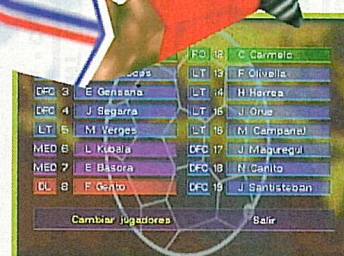 PO 12 C Carmelo
LT 13 F Olivella
DFC 3 E Gensana LT 14 H Herrea
DFC 4 J Segarra LT 15 J Orue
LT 5 M Verges LT 16 M Campanal
MED 6 L Kubala DFC 17 J Maguregui
MED 7 E Basora DFC 18 N Canito
DL 8 F Gento DFC 19 J Santisteban
Cambiar jugadores Salir